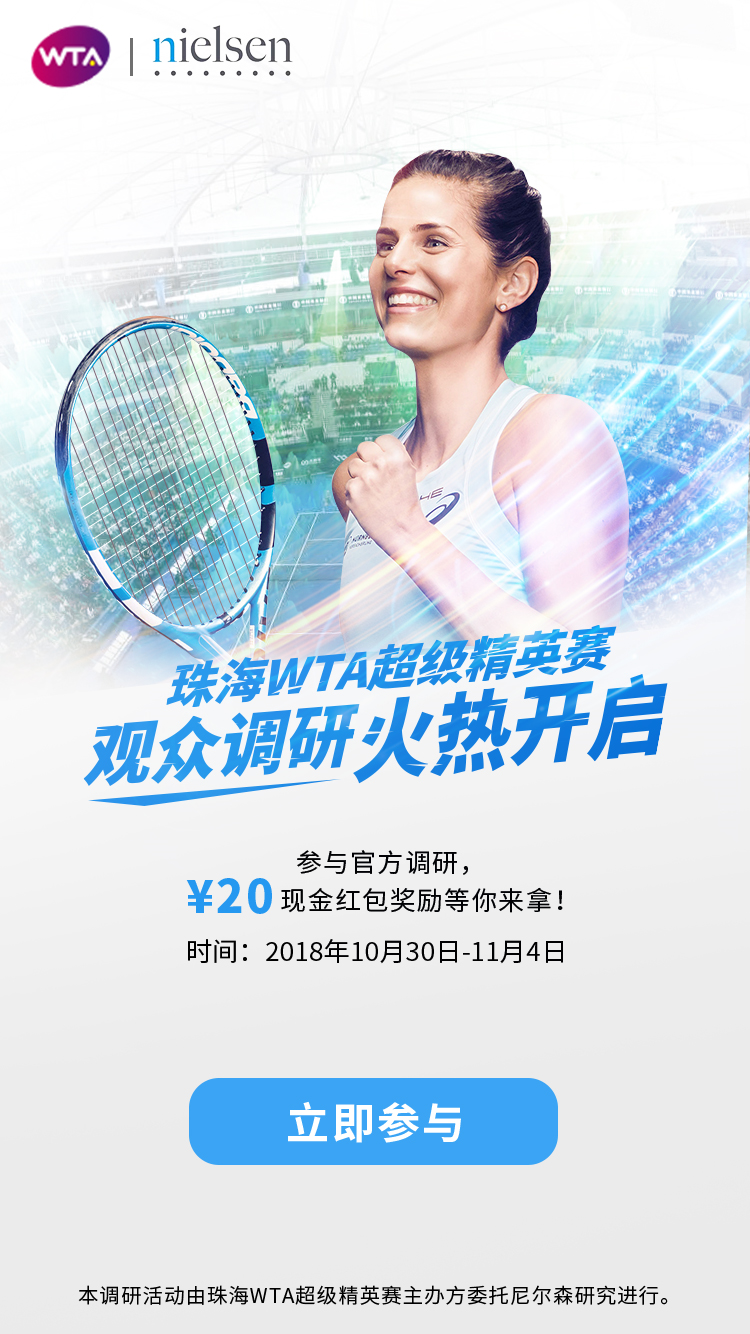 WTA | nielsen
BABOLAT
珠海WTA超级精英赛
观众调研火热开启
参与官方调研，
¥20 现金红包奖励等你来拿！
时间：2018年10月30日-11月4日
立即参与
本调研活动由珠海WTA超级精英赛主办方委托尼尔森研究进行。